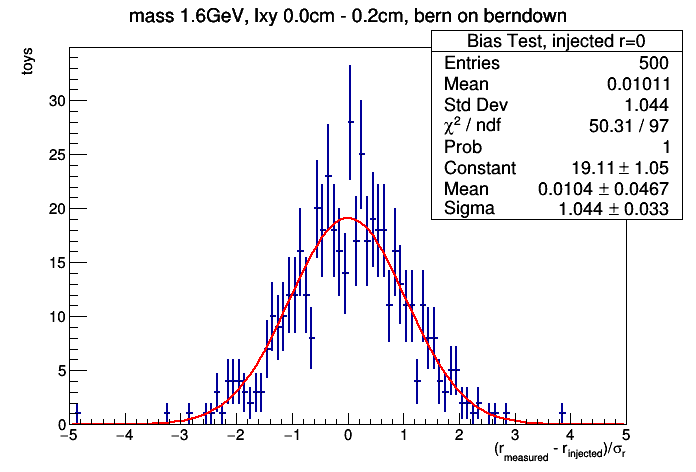 mass 1.6GeV, lxy 0.0cm - 0.2cm, bern on berndown
Bias Test, injected r=0
Entries 500
Mean 0.01011
Std Dev 1.044
χ² / ndf 50.31 / 97
Prob 1
Constant 19.11 ± 1.05
Mean 0.0104 ± 0.0467
Sigma 1.044 ± 0.033
toys
30
25
20
15
10
5
0
−5 −4 −3 −2 −1 0 1 2 3 4 5
(r_measured - r_injected)/σ_r